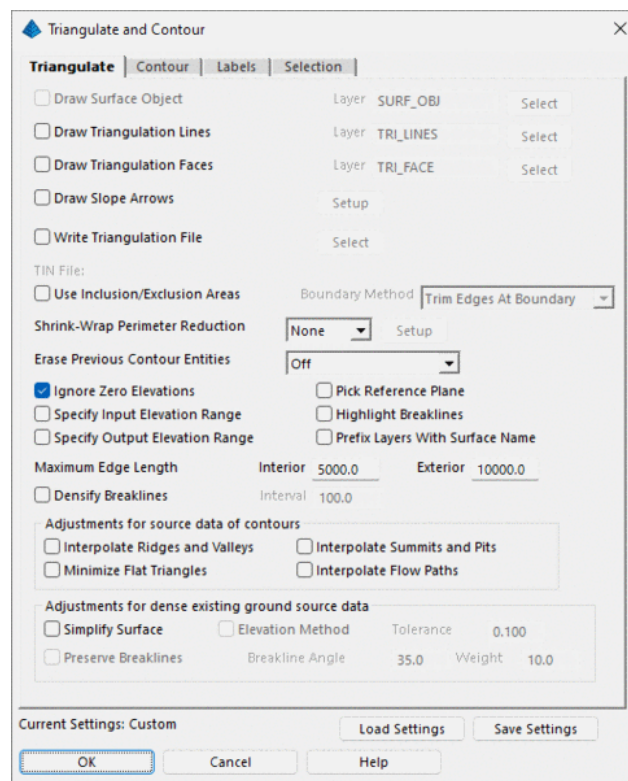 Triangulate and Contour
Triangulate Contour Labels Selection
Draw Surface Object Layer SURF_OBJ Select
Draw Triangulation Lines Layer TRI_LINES Select
Draw Triangulation Faces Layer TRI_FACE Select
Draw Slope Arrows Setup
Write Triangulation File Select
TIN File:
Use Inclusion/Exclusion Areas Boundary Method Trim Edges At Boundary
Shrink-Wrap Perimeter Reduction None Setup
Erase Previous Contour Entities Off
Ignore Zero Elevations Pick Reference Plane
Specify Input Elevation Range Highlight Breaklines
Specify Output Elevation Range Prefix Layers With Surface Name
Maximum Edge Length Interior 5000.0 Exterior 10000.0
Densify Breaklines Interval 100.0
Adjustments for source data of contours
Interpolate Ridges and Valleys Interpolate Summits and Pits
Minimize Flat Triangles Interpolate Flow Paths
Adjustments for dense existing ground source data
Simplify Surface Elevation Method Tolerance 0.100
Preserve Breaklines Breakline Angle 35.0 Weight 10.0
Current Settings: Custom Load Settings Save Settings
OK Cancel Help